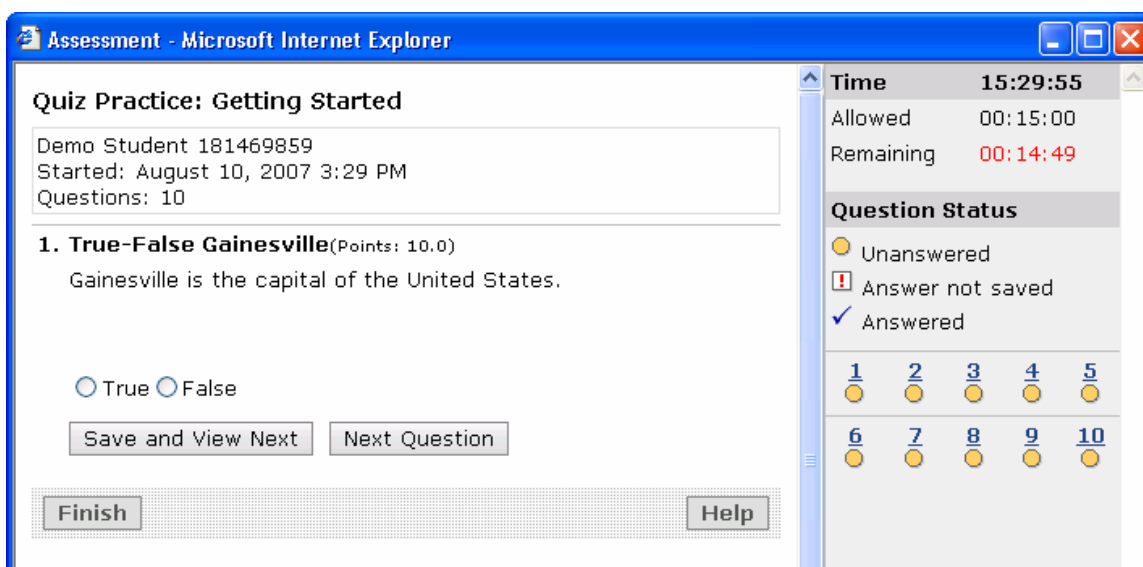 Assessment - Microsoft Internet Explorer
Quiz Practice: Getting Started
Demo Student 181469859
Started: August 10, 2007 3:29 PM
Questions: 10
1. True-False Gainesville(Points: 10.0)
Gainesville is the capital of the United States.
True False
Save and View Next Next Question
Finish Help
Time 15:29:55
Allowed 00:15:00
Remaining 00:14:49
Question Status
Unanswered
! Answer not saved
Answered
1 2 3 4 5
6 7 8 9 10